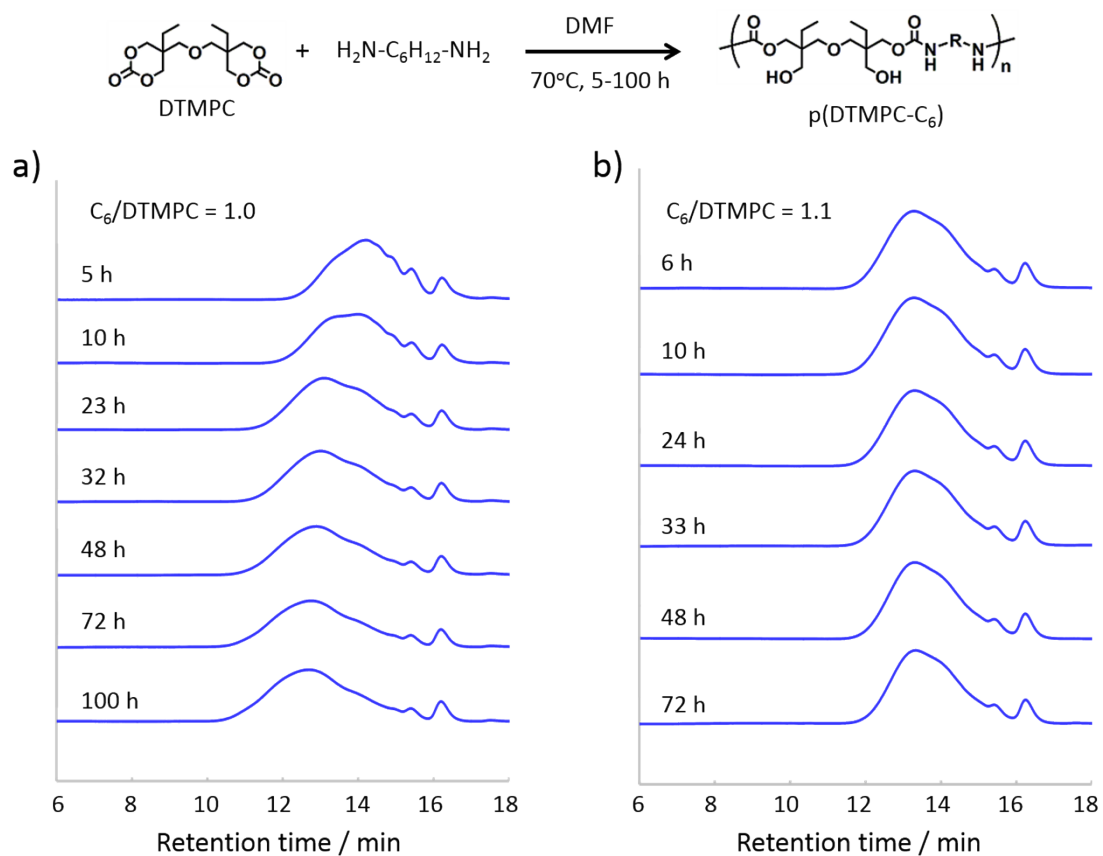 DMF
+ H₂N-C₆H₁₂-NH₂
70°C, 5-100 h
O O O O O O O
DTMPC
O O O O O N R N n
H H
HO OH
p(DTMPC-C₆)
a)
C₆/DTMPC = 1.0
5 h
10 h
23 h
32 h
48 h
72 h
100 h
6 8 10 12 14 16 18
Retention time / min
b)
C₆/DTMPC = 1.1
6 h
10 h
24 h
33 h
48 h
72 h
6 8 10 12 14 16 18
Retention time / min